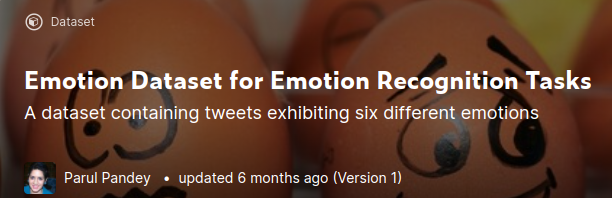 Dataset
Emotion Dataset for Emotion Recognition Tasks
A dataset containing tweets exhibiting six different emotions
Parul Pandey • updated 6 months ago (Version 1)